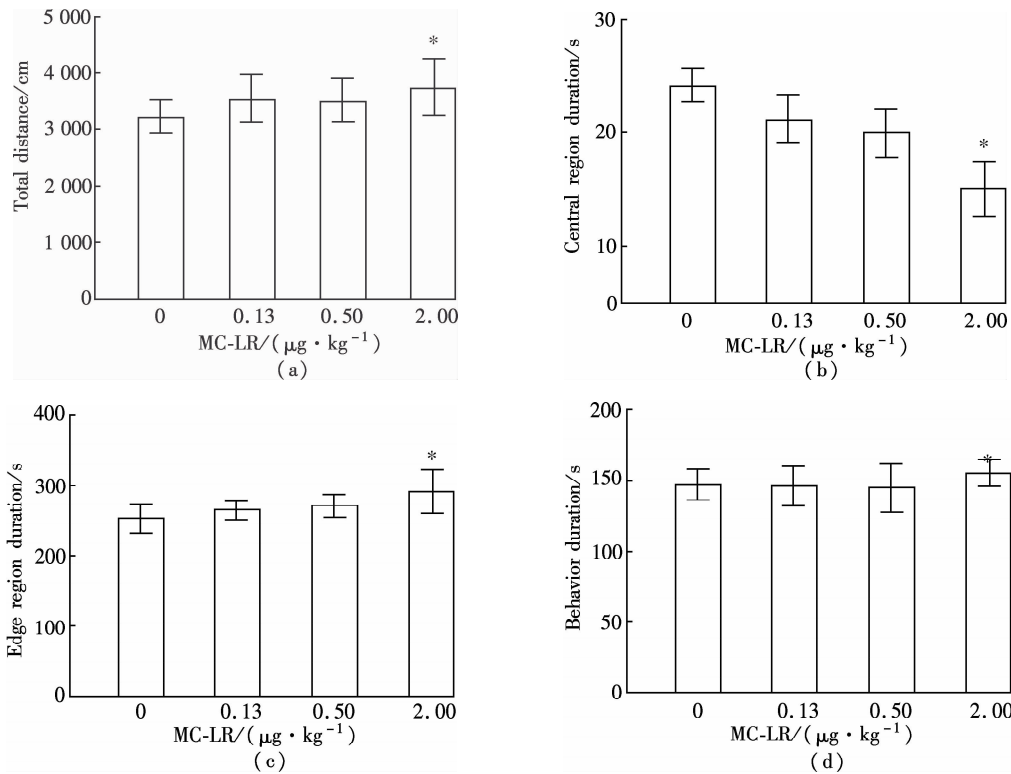 5 000
4 000
3 000
2 000
1 000
0
Total distance/cm
*
0 0.13 0.50 2.00
MC-LR/(μg·kg⁻¹)
(a)
30
20
10
0
Central region duration/s
*
0 0.13 0.50 2.00
MC-LR/(μg·kg⁻¹)
(b)
400
300
200
100
0
Edge region duration/s
*
0 0.13 0.50 2.00
MC-LR/(μg·kg⁻¹)
(c)
200
150
100
50
0
Behavior duration/s
*
0 0.13 0.50 2.00
MC-LR/(μg·kg⁻¹)
(d)